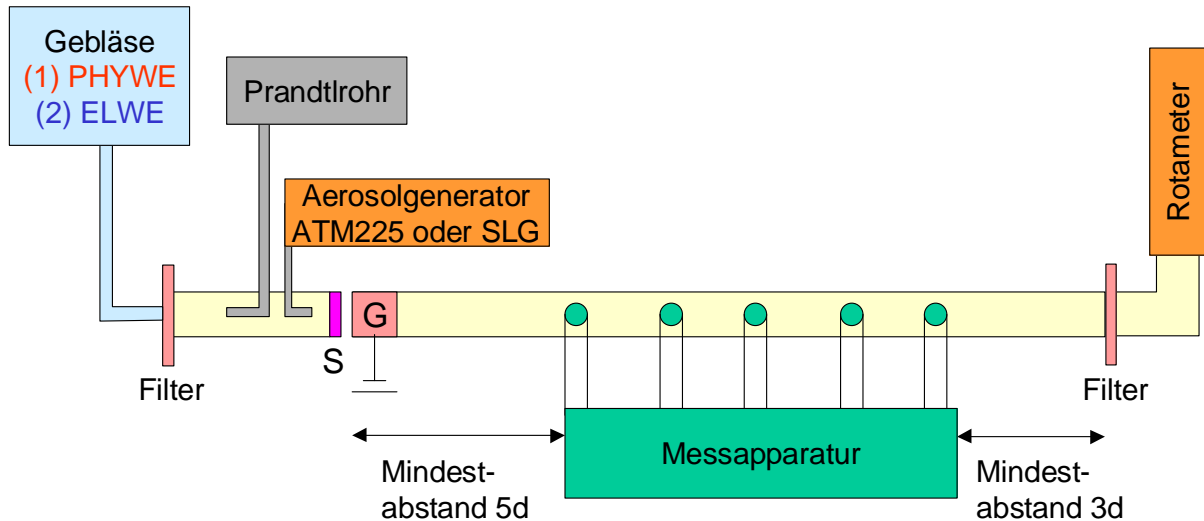 Gebläse
(1) PHYWE
(2) ELWE
Prandtlrohr
Aerosolgenerator
ATM225 oder SLG
Rotameter
G
S
Filter
Filter
Messapparatur
Mindest-
abstand 5d
Mindest-
abstand 3d